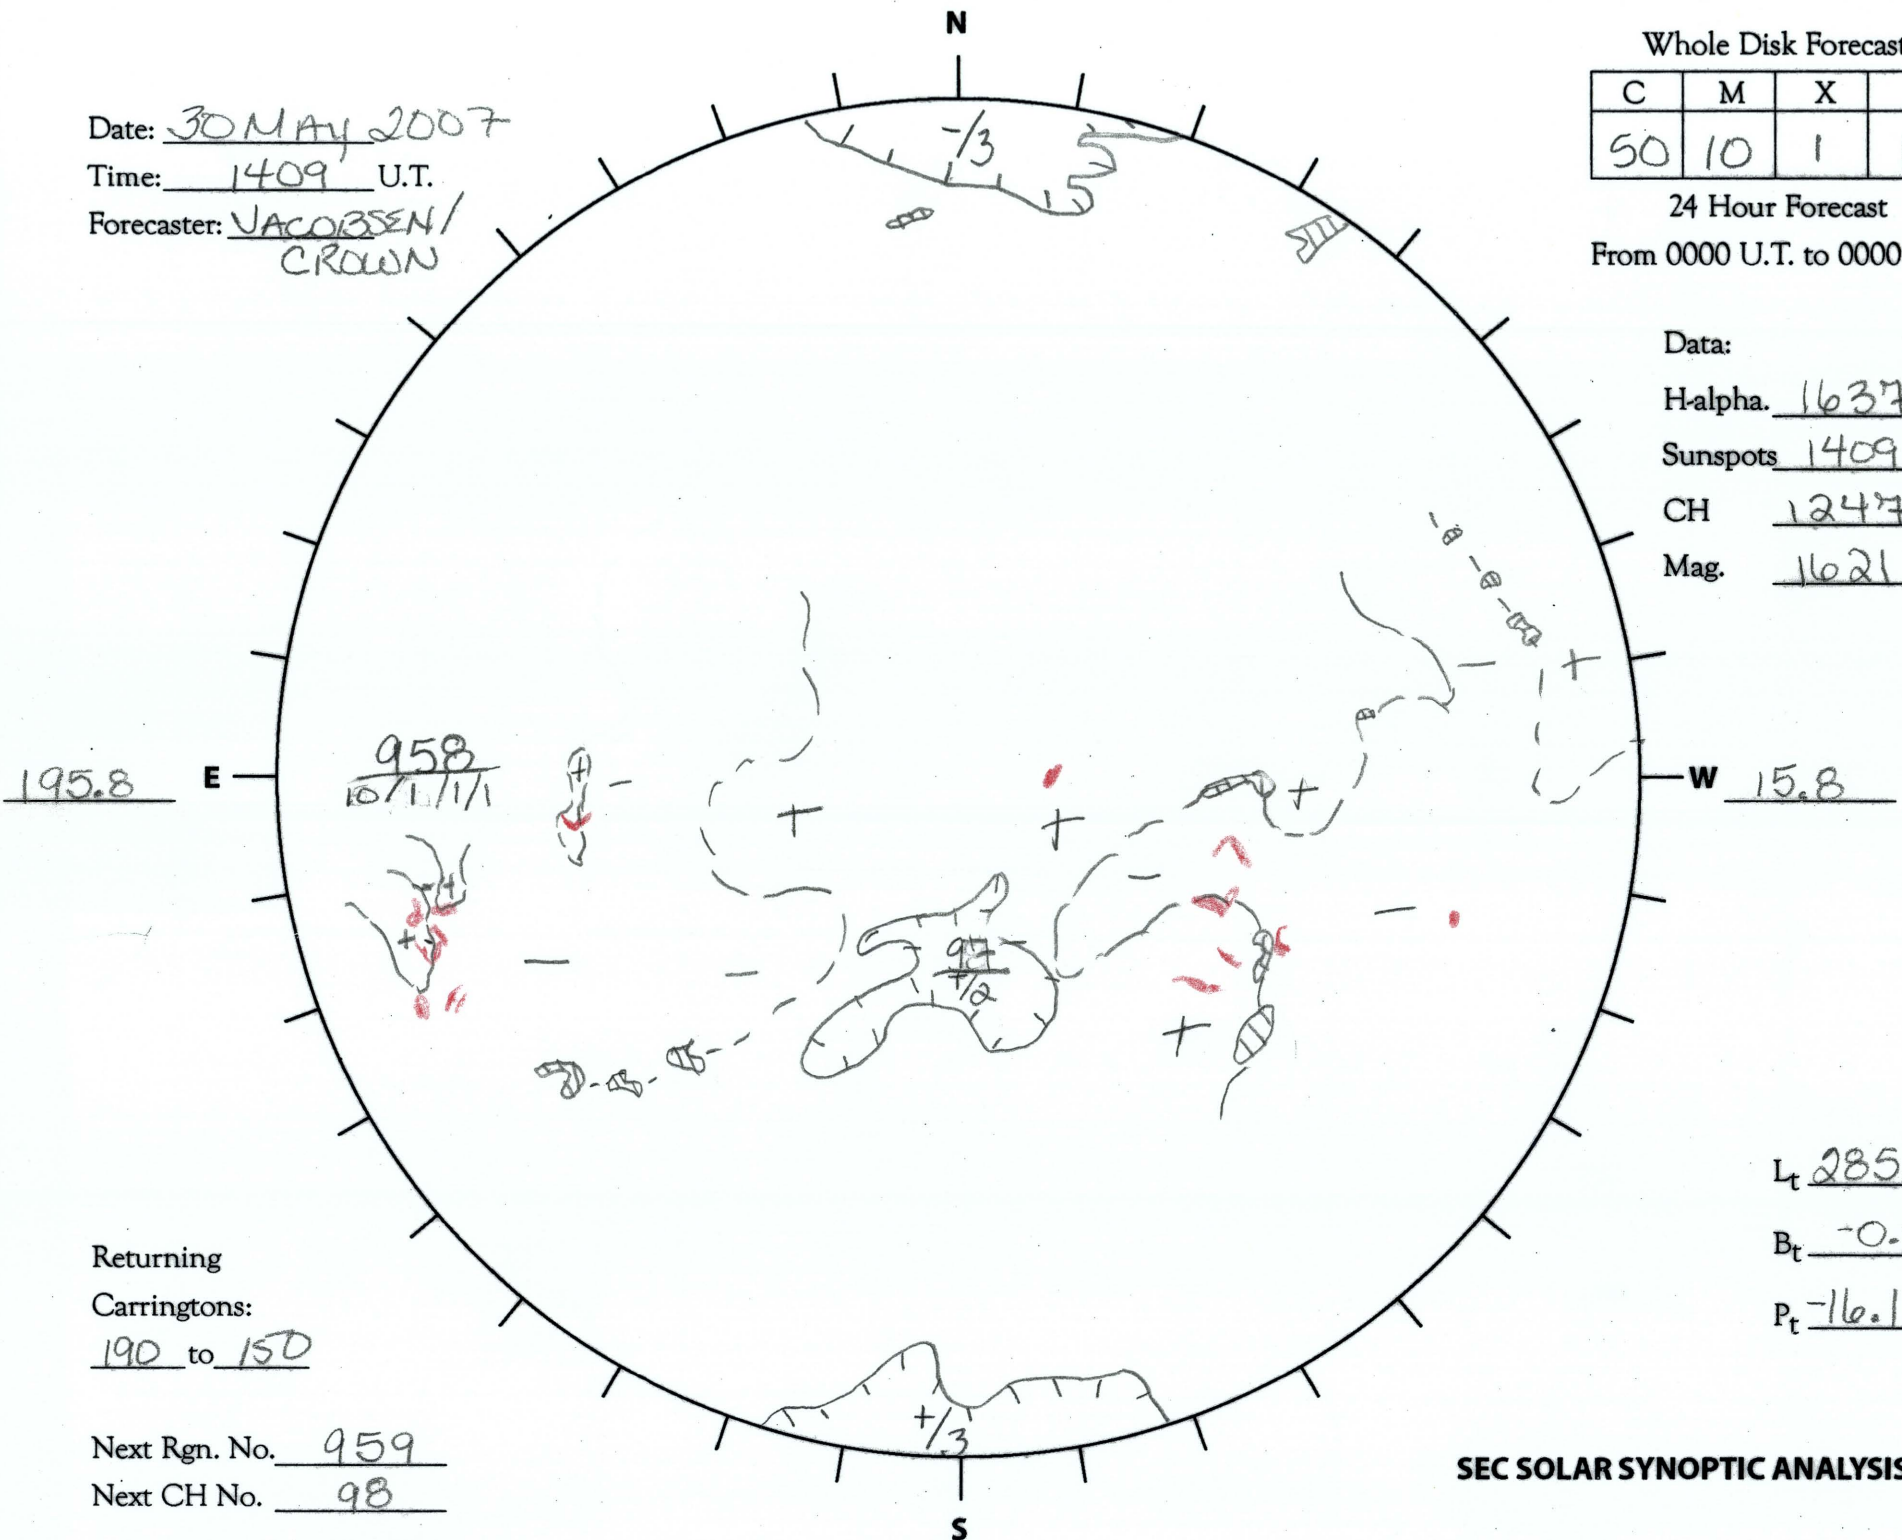 N
Whole Disk Forecast
C M X
50 10 1
24 Hour Forecast
From 0000 U.T. to 0000
Date: 30 MAY 2007
Time: 1409 U.T.
Forecaster: JACOBSEN/
CROWN
-/3
Data:
H-alpha. 1637
Sunspots 1409
CH 1247
Mag. 1621
195.8 E
W 15.8
958
10/1/1/1
+ -
+
+
+
- +
-
-
+
+
-
-
+
97
+/2
+
Lt 285
Bt -0.
Pt -16.1
Returning
Carringtons:
190 to 150
+/3
Next Rgn. No. 959
Next CH No. 98
SEC SOLAR SYNOPTIC ANALYSIS
S